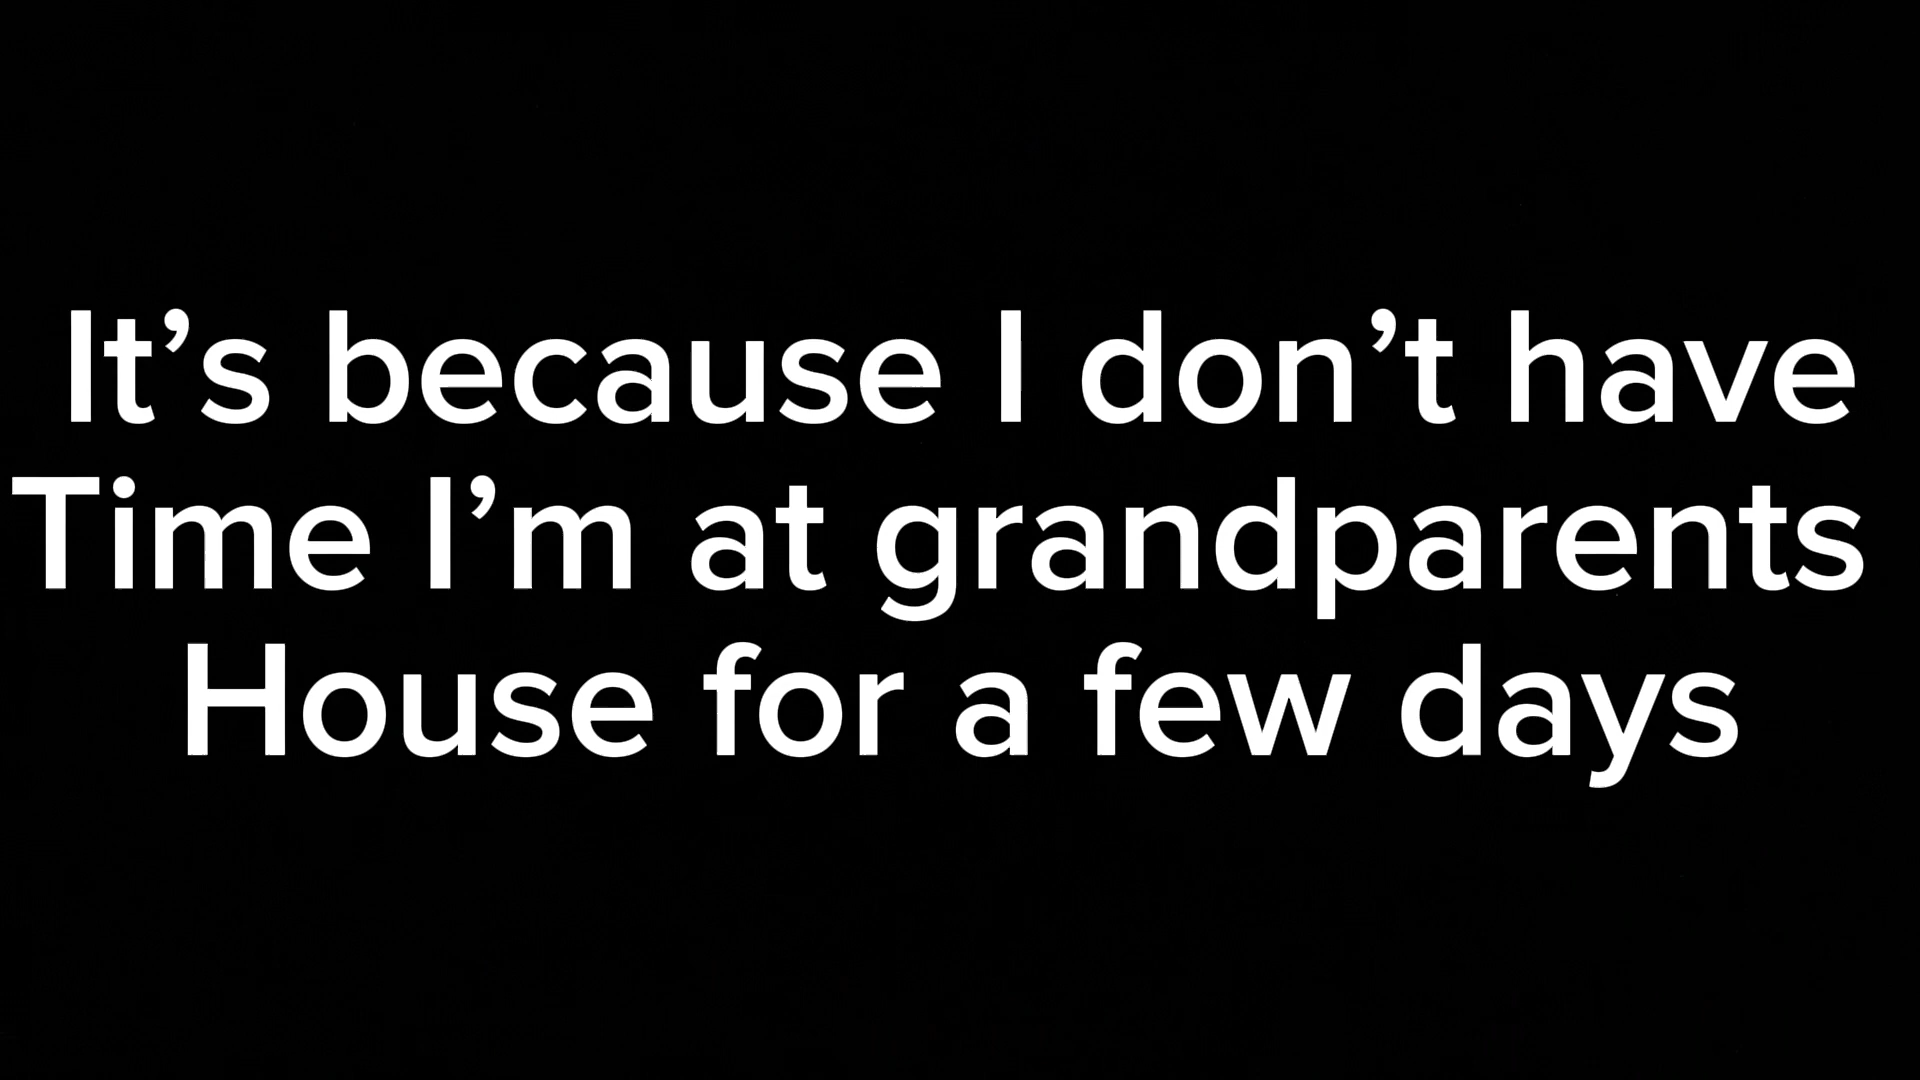 It’s because I don’t have
Time I’m at grandparents
House for a few days